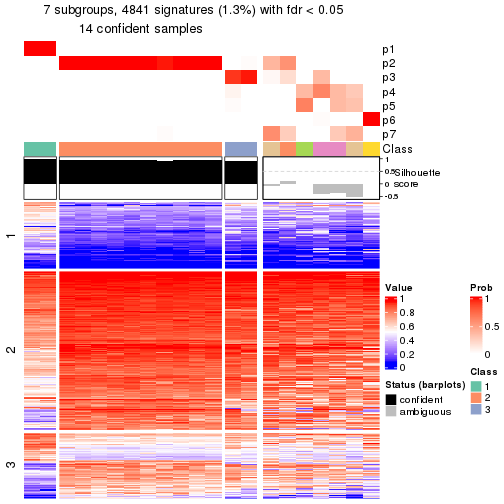 7 subgroups, 4841 signatures (1.3%) with fdr < 0.05
14 confident samples
p1
p2
p3
p4
p5
p6
p7
Class
1
0.5
0
-0.5
Silhouette
score
1
2
3
Value
1
0.8
0.6
0.4
0.2
0
Prob
1
0.5
0
Status (barplots)
confident
ambiguous
Class
1
2
3